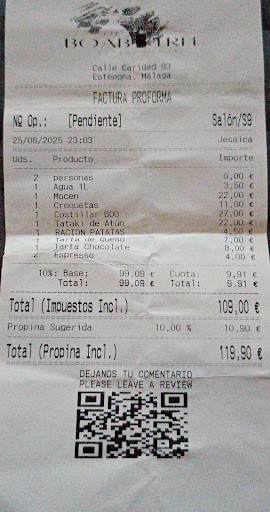 BOABTREE
Calle Caridad 93
Estepona, Málaga
FACTURA PROFORMA
Nº Op.: [Pendiente] Salón/S9
25/08/2025 23:03 Jessica
Uds. Producto Importe
2 personas 0,00 €
1 Agua 1L 3,50 €
1 Mocen 22,00 €
1 Croquetas 11,00 €
1 Costillar 600 27,00 €
1 Tataki de Atún 22,00 €
1 RACION PATATAS 4,50 €
1 Tarta de Queso 7,00 €
1 Tarta Chocolate 8,00 €
2 Espresso 4,00 €
10%: Base: 99,09 € Cuota: 9,91 €
Total: 99,09 € Total: 9,91 €
Total (Impuestos Incl.) 109,00 €
Propina Sugerida 10,00 % 10,90 €
Total (Propina Incl.) 119,90 €
DEJANOS TU COMENTARIO
PLEASE LEAVE A REVIEW